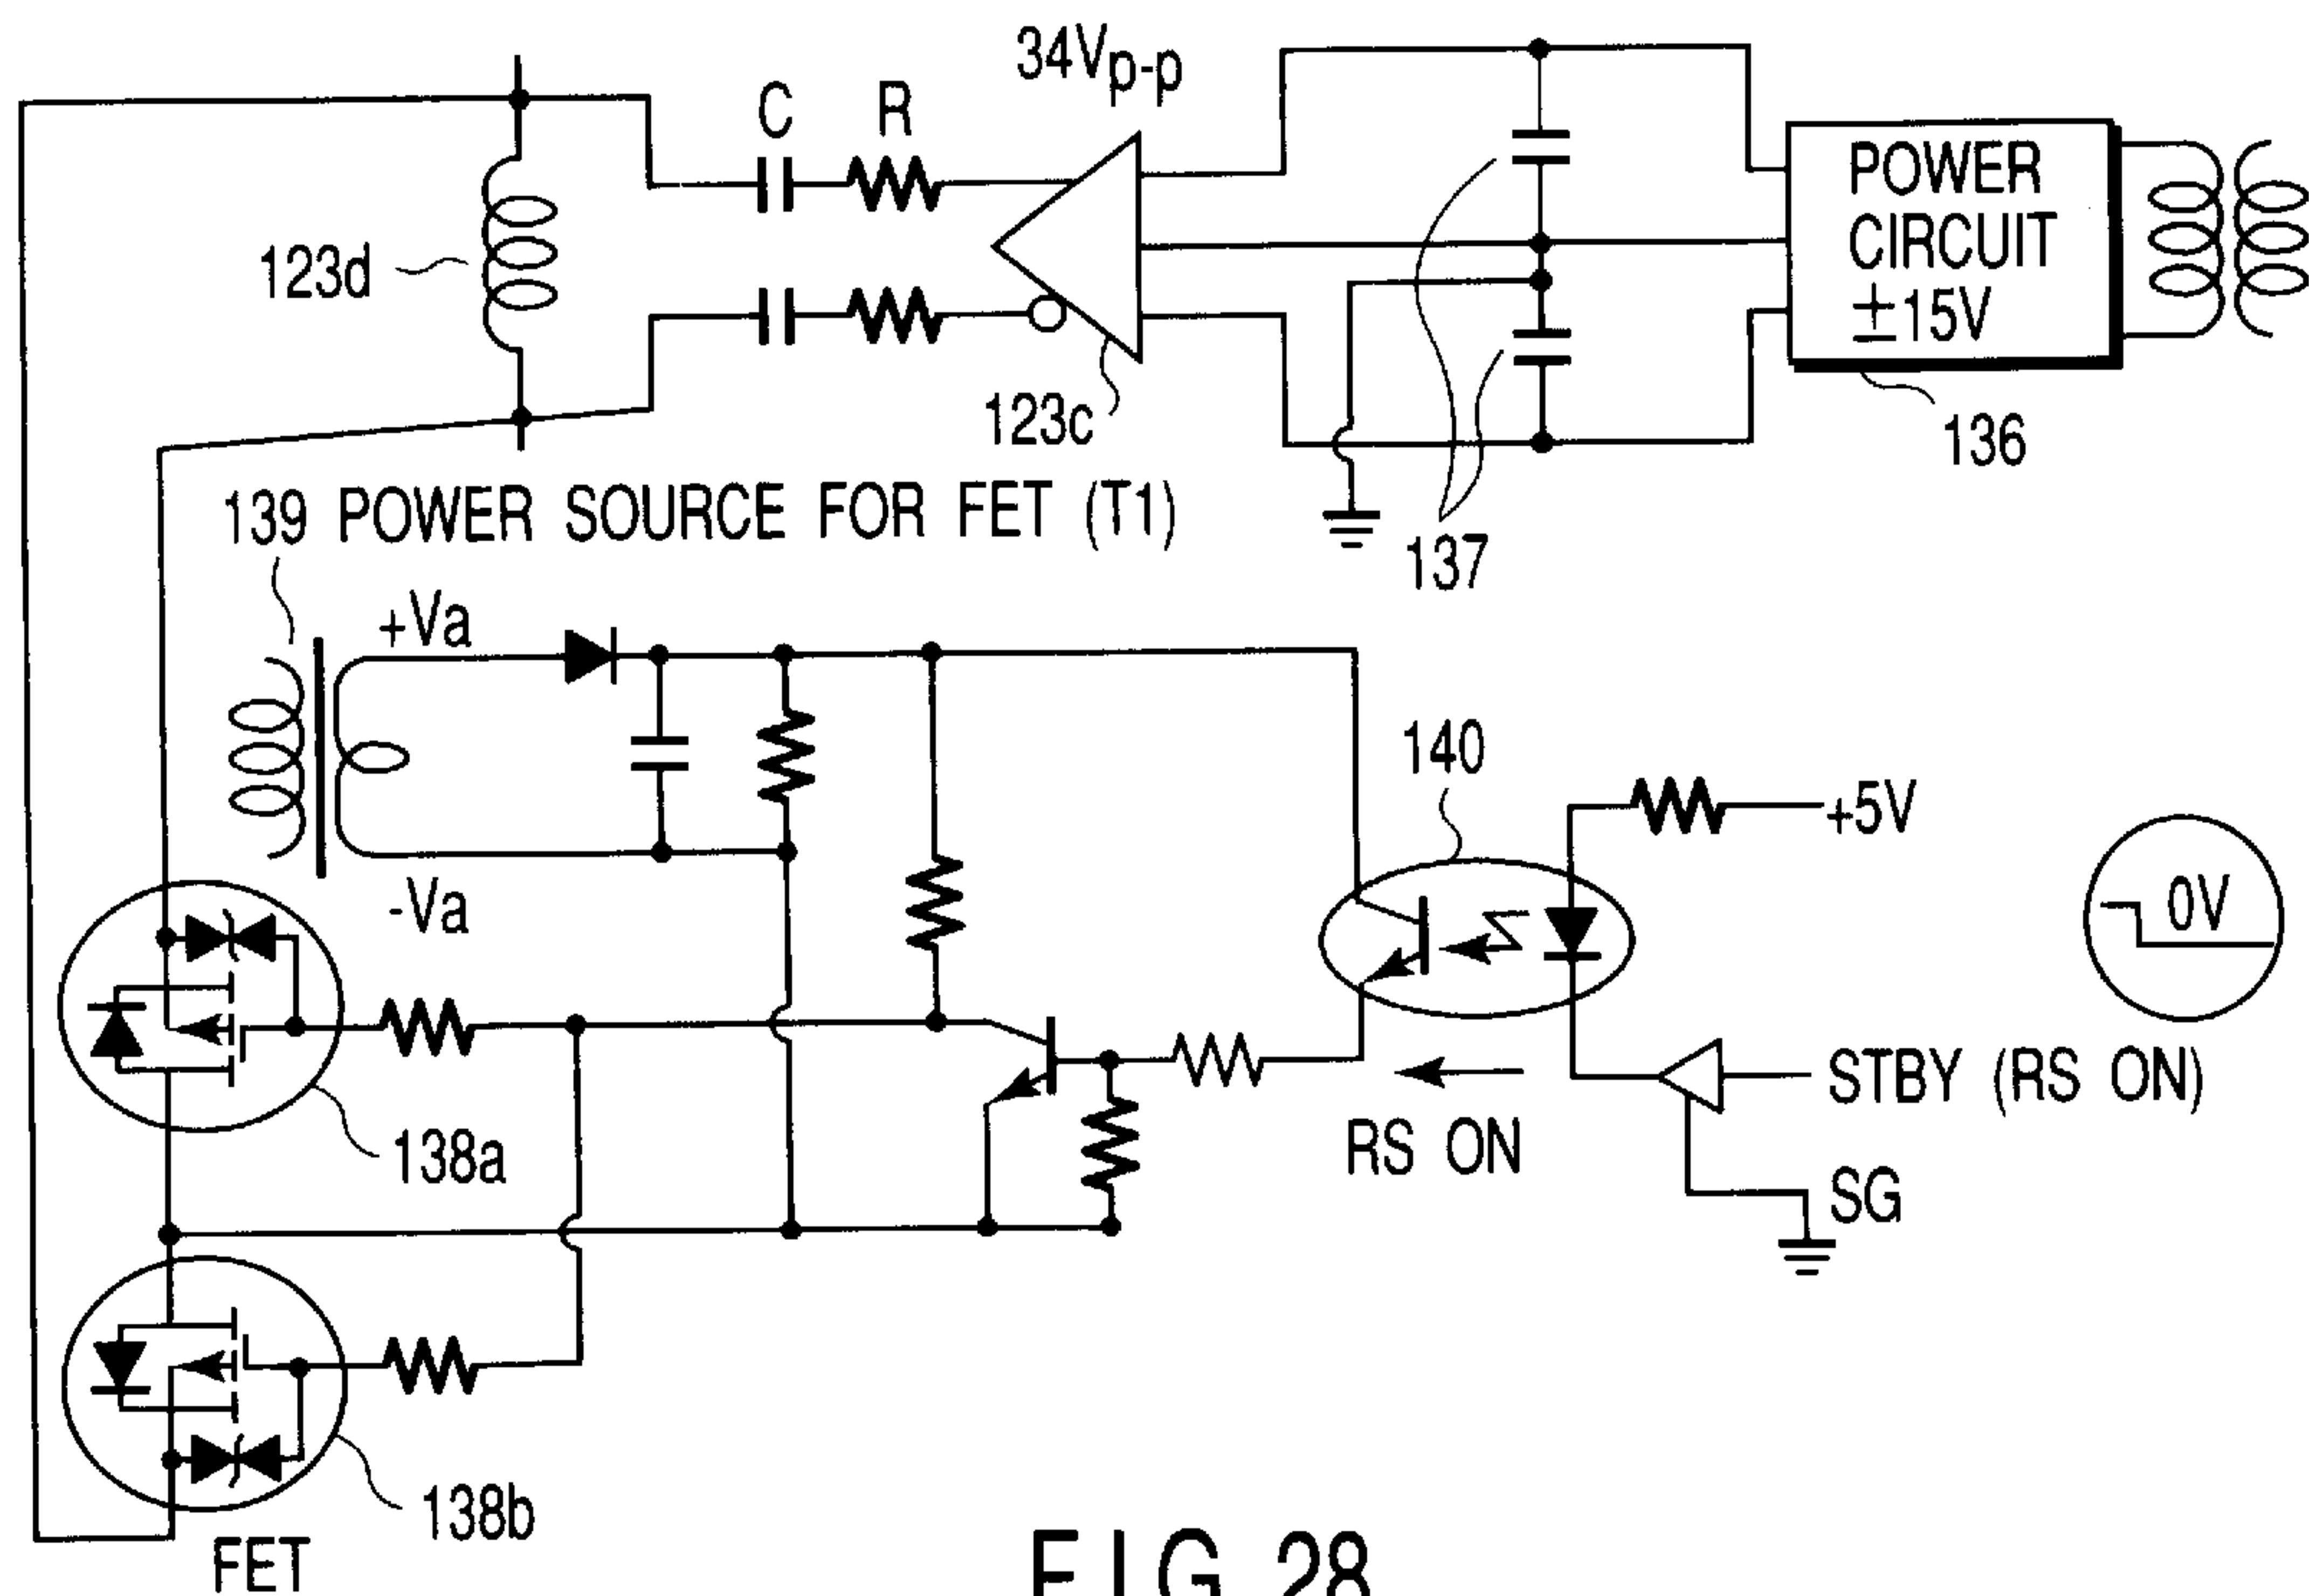 34Vp-p
C
R
POWER
CIRCUIT
±15V
123d
123c
136
139 POWER SOURCE FOR FET (T1)
137
+Va
140
+5V
-Va
0V
STBY (RS ON)
RS ON
138a
SG
138b
FET
FIG. 28